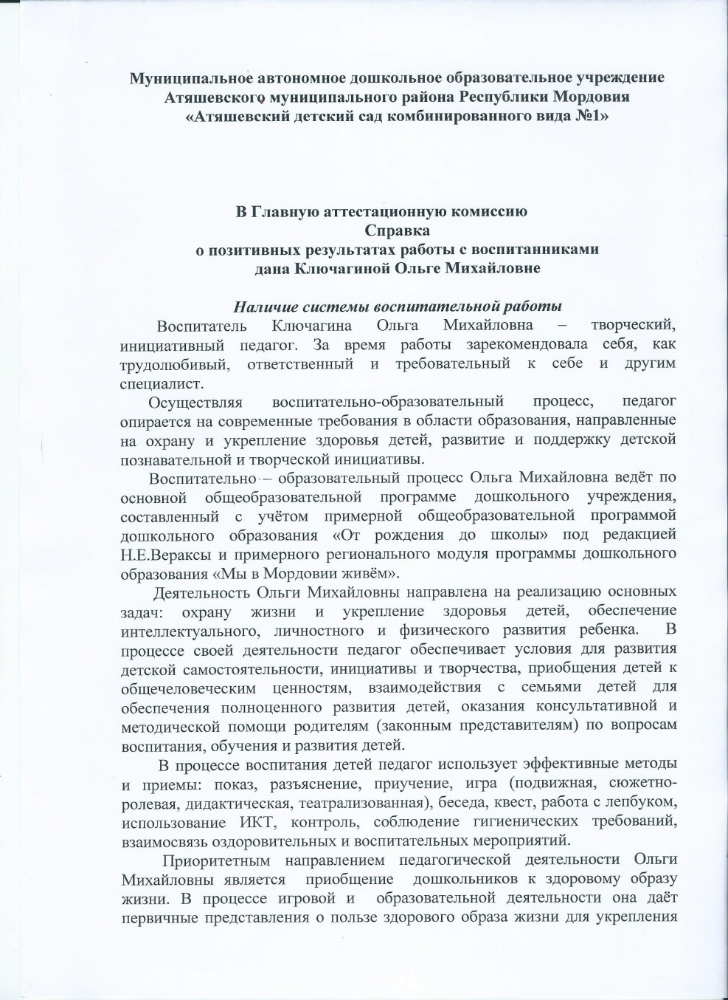 Муниципальное автономное дошкольное образовательное учреждение
Атяшевского муниципального района Республики Мордовия
«Атяшевский детский сад комбинированного вида №1»
В Главную аттестационную комиссию
Справка
о позитивных результатах работы с воспитанниками
дана Ключагиной Ольге Михайловне
Наличие системы воспитательной работы
Воспитатель Ключагина Ольга Михайловна – творческий,
инициативный педагог. За время работы зарекомендовала себя, как
трудолюбивый, ответственный и требовательный к себе и другим
специалист.
Осуществляя воспитательно-образовательный процесс, педагог
опирается на современные требования в области образования, направленные
на охрану и укрепление здоровья детей, развитие и поддержку детской
познавательной и творческой инициативы.
Воспитательно – образовательный процесс Ольга Михайловна ведёт по
основной общеобразовательной программе дошкольного учреждения,
составленный с учётом примерной общеобразовательной программой
дошкольного образования «От рождения до школы» под редакцией
Н.Е.Вераксы и примерного регионального модуля программы дошкольного
образования «Мы в Мордовии живём».
Деятельность Ольги Михайловны направлена на реализацию основных
задач: охрану жизни и укрепление здоровья детей, обеспечение
интеллектуального, личностного и физического развития ребенка. В
процессе своей деятельности педагог обеспечивает условия для развития
детской самостоятельности, инициативы и творчества, приобщения детей к
общечеловеческим ценностям, взаимодействия с семьями детей для
обеспечения полноценного развития детей, оказания консультативной и
методической помощи родителям (законным представителям) по вопросам
воспитания, обучения и развития детей.
В процессе воспитания детей педагог использует эффективные методы
и приемы: показ, разъяснение, приучение, игра (подвижная, сюжетно-
ролевая, дидактическая, театрализованная), беседа, квест, работа с лепбуком,
использование ИКТ, контроль, соблюдение гигиенических требований,
взаимосвязь оздоровительных и воспитательных мероприятий.
Приоритетным направлением педагогической деятельности Ольги
Михайловны является приобщение дошкольников к здоровому образу
жизни. В процессе игровой и образовательной деятельности она даёт
первичные представления о пользе здорового образа жизни для укрепления